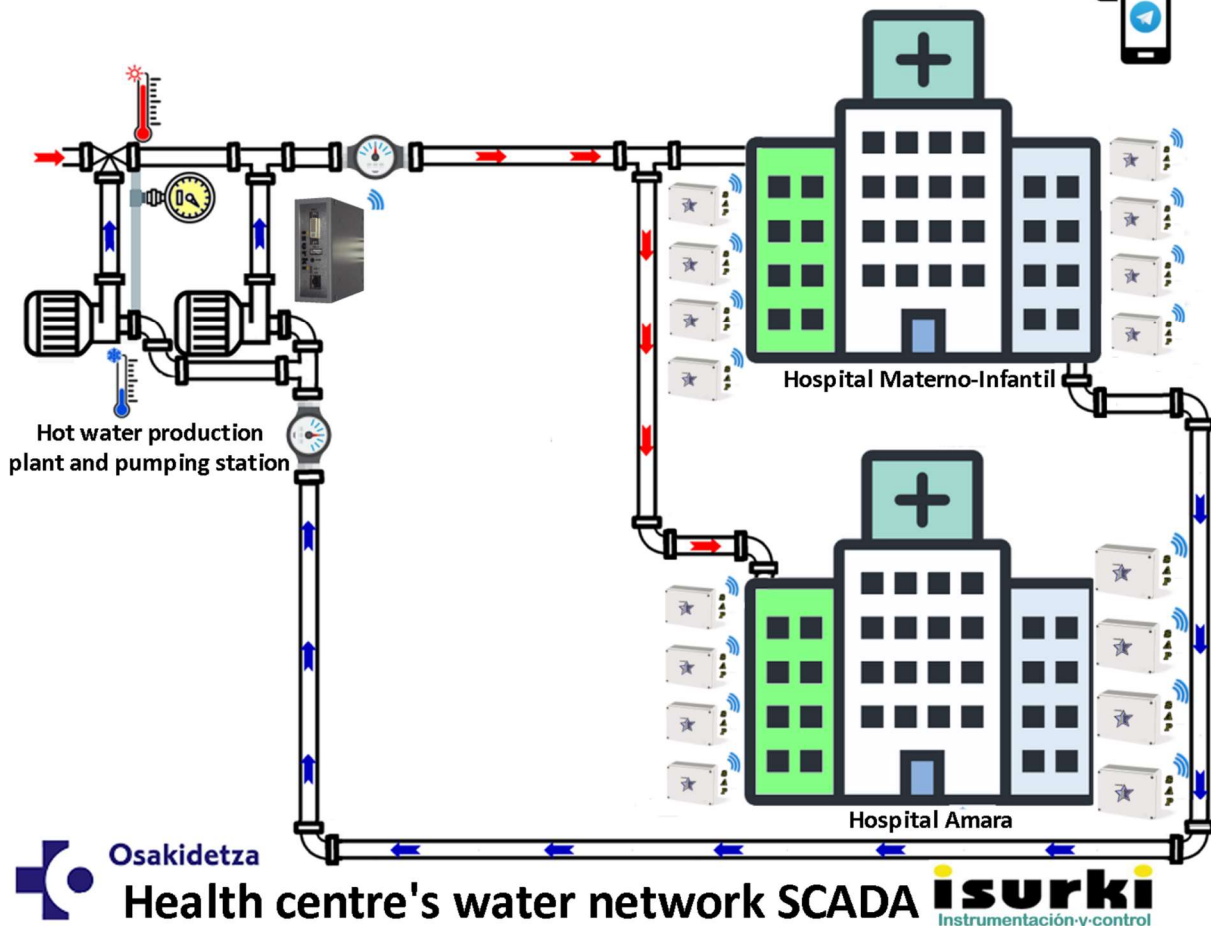 Hospital Materno-Infantil
Hot water production
plant and pumping station
Hospital Amara
Osakidetza
Health centre's water network SCADA
isurki
Instrumentación·y·control